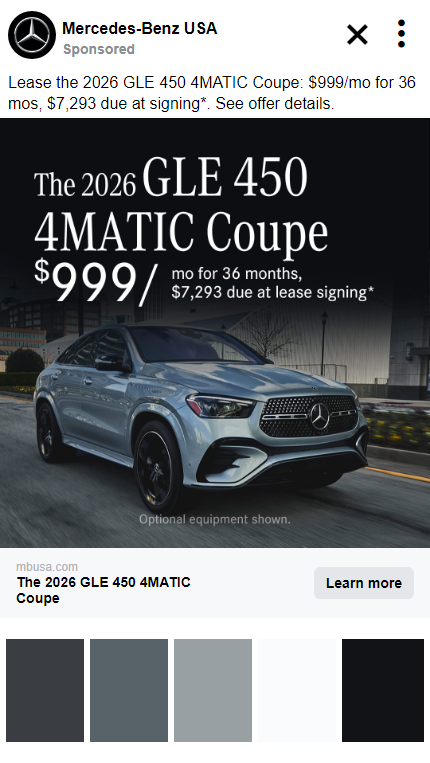 Mercedes-Benz USA
Sponsored
Lease the 2026 GLE 450 4MATIC Coupe: $999/mo for 36
mos, $7,293 due at signing*. See offer details.
The 2026 GLE 450
4MATIC Coupe
$999/ mo for 36 months,
$7,293 due at lease signing*
Optional equipment shown.
mbusa.com
The 2026 GLE 450 4MATIC
Coupe
Learn more